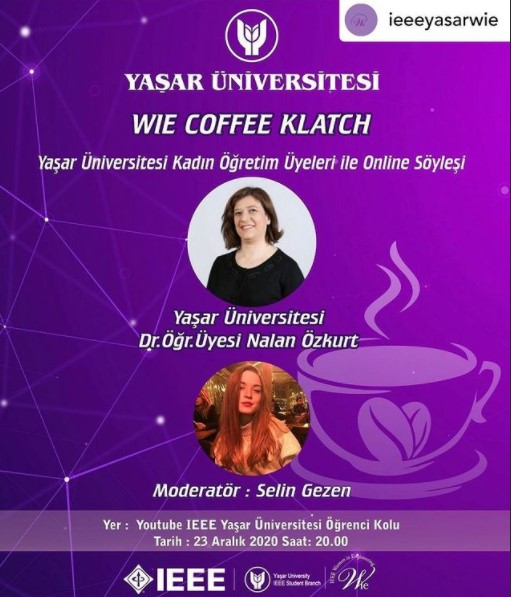 ieeeyasarwie
YAŞAR ÜNİVERSİTESİ
WIE COFFEE KLATCH
Yaşar Üniversitesi Kadın Öğretim Üyeleri ile Online Söyleşi
Yaşar Üniversitesi
Dr.Öğr.Üyesi Nalan Özkurt
Moderatör : Selin Gezen
Yer : Youtube IEEE Yaşar Üniversitesi Öğrenci Kolu
Tarih : 23 Aralık 2020 Saat: 20.00
IEEE
Yaşar University
IEEE Student Branch
Wie